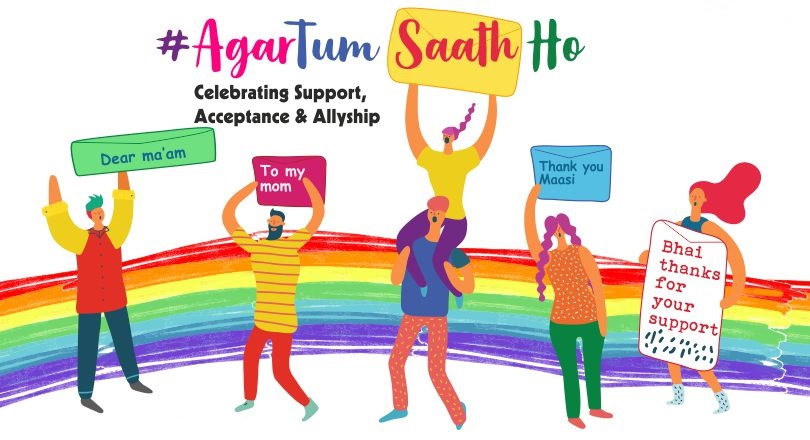 #AgarTum Saath Ho
Celebrating Support,
Acceptance & Allyship
Dear ma'am
To my
mom
Thank you
Maasi
Bhai
thanks
for
your
support